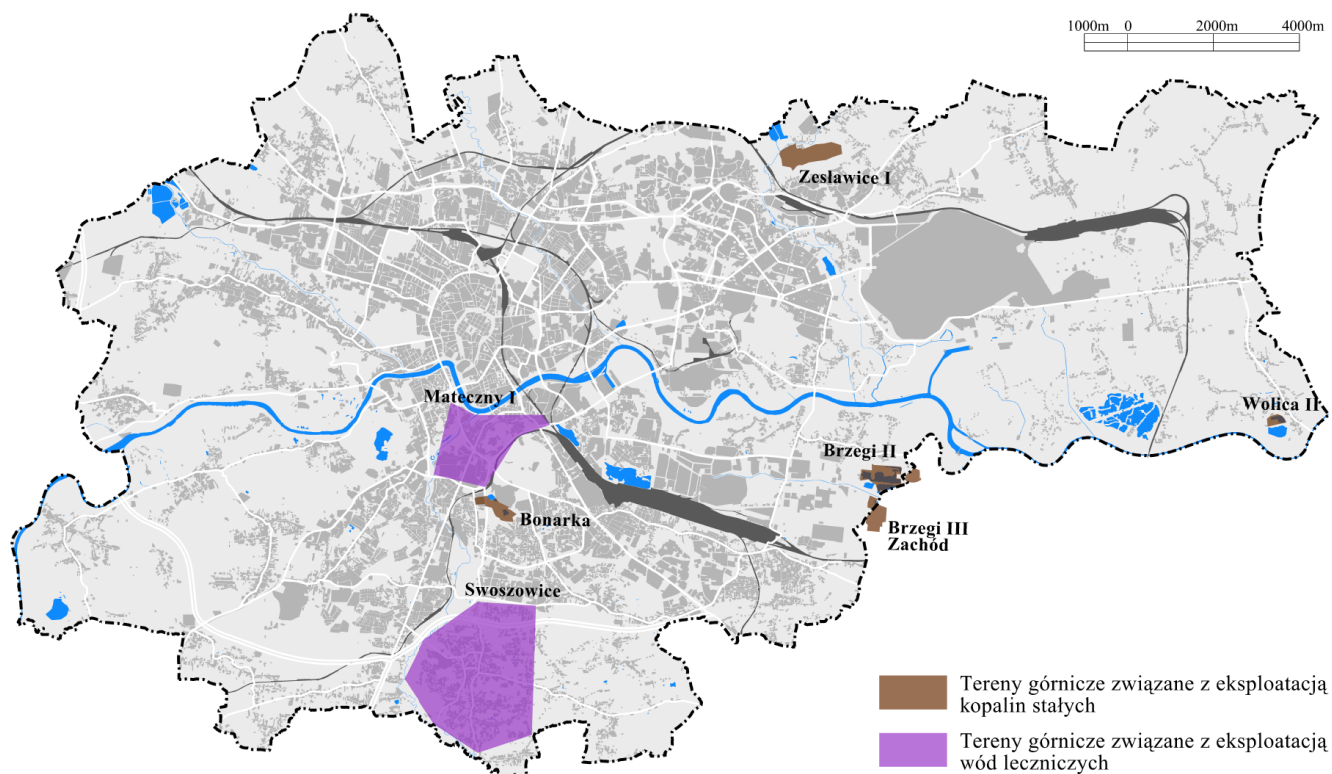 1000m 0 2000m 4000m
Zesławice I
Mateczny I
Wolica II
Brzegi II
Bonarka
Brzegi III
Zachód
Swoszowice
Tereny górnicze związane z eksploatacją
kopalin stałych
Tereny górnicze związane z eksploatacją
wód leczniczych